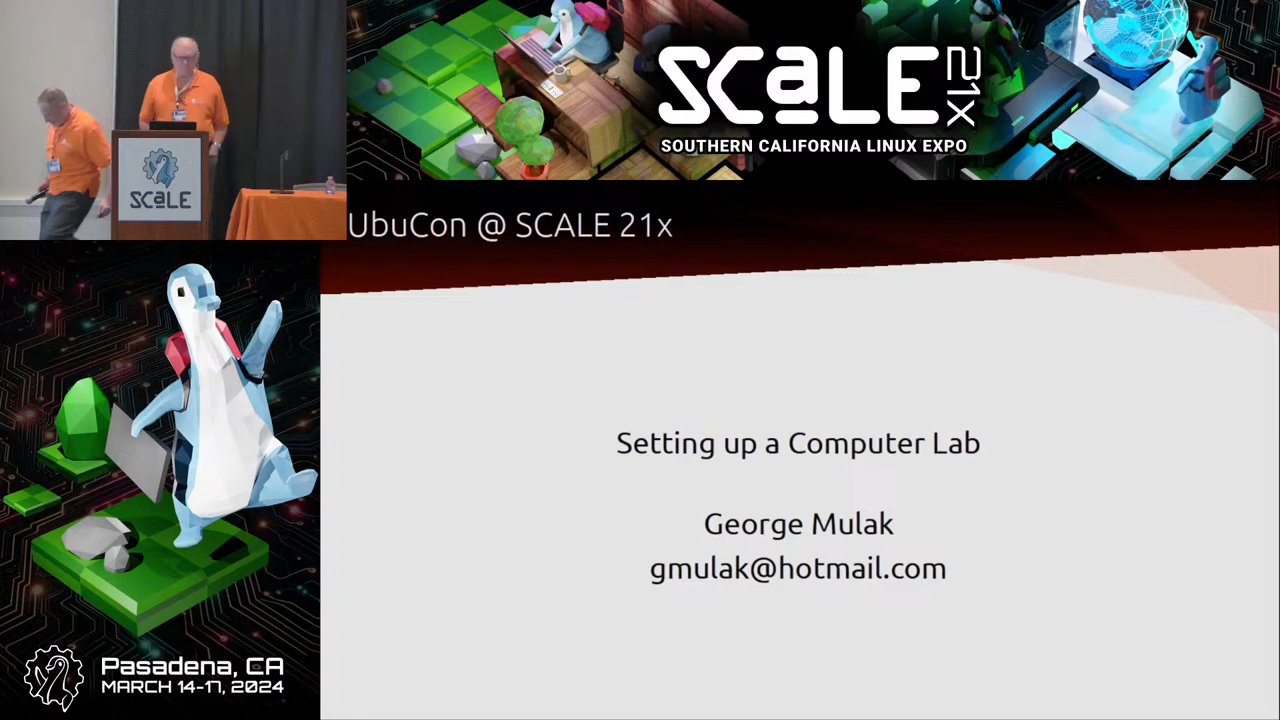 SCALE 21x
SOUTHERN CALIFORNIA LINUX EXPO
SCALE
UbuCon @ SCALE 21x
Setting up a Computer Lab
George Mulak
gmulak@hotmail.com
Pasadena, CA
MARCH 14-17, 2024